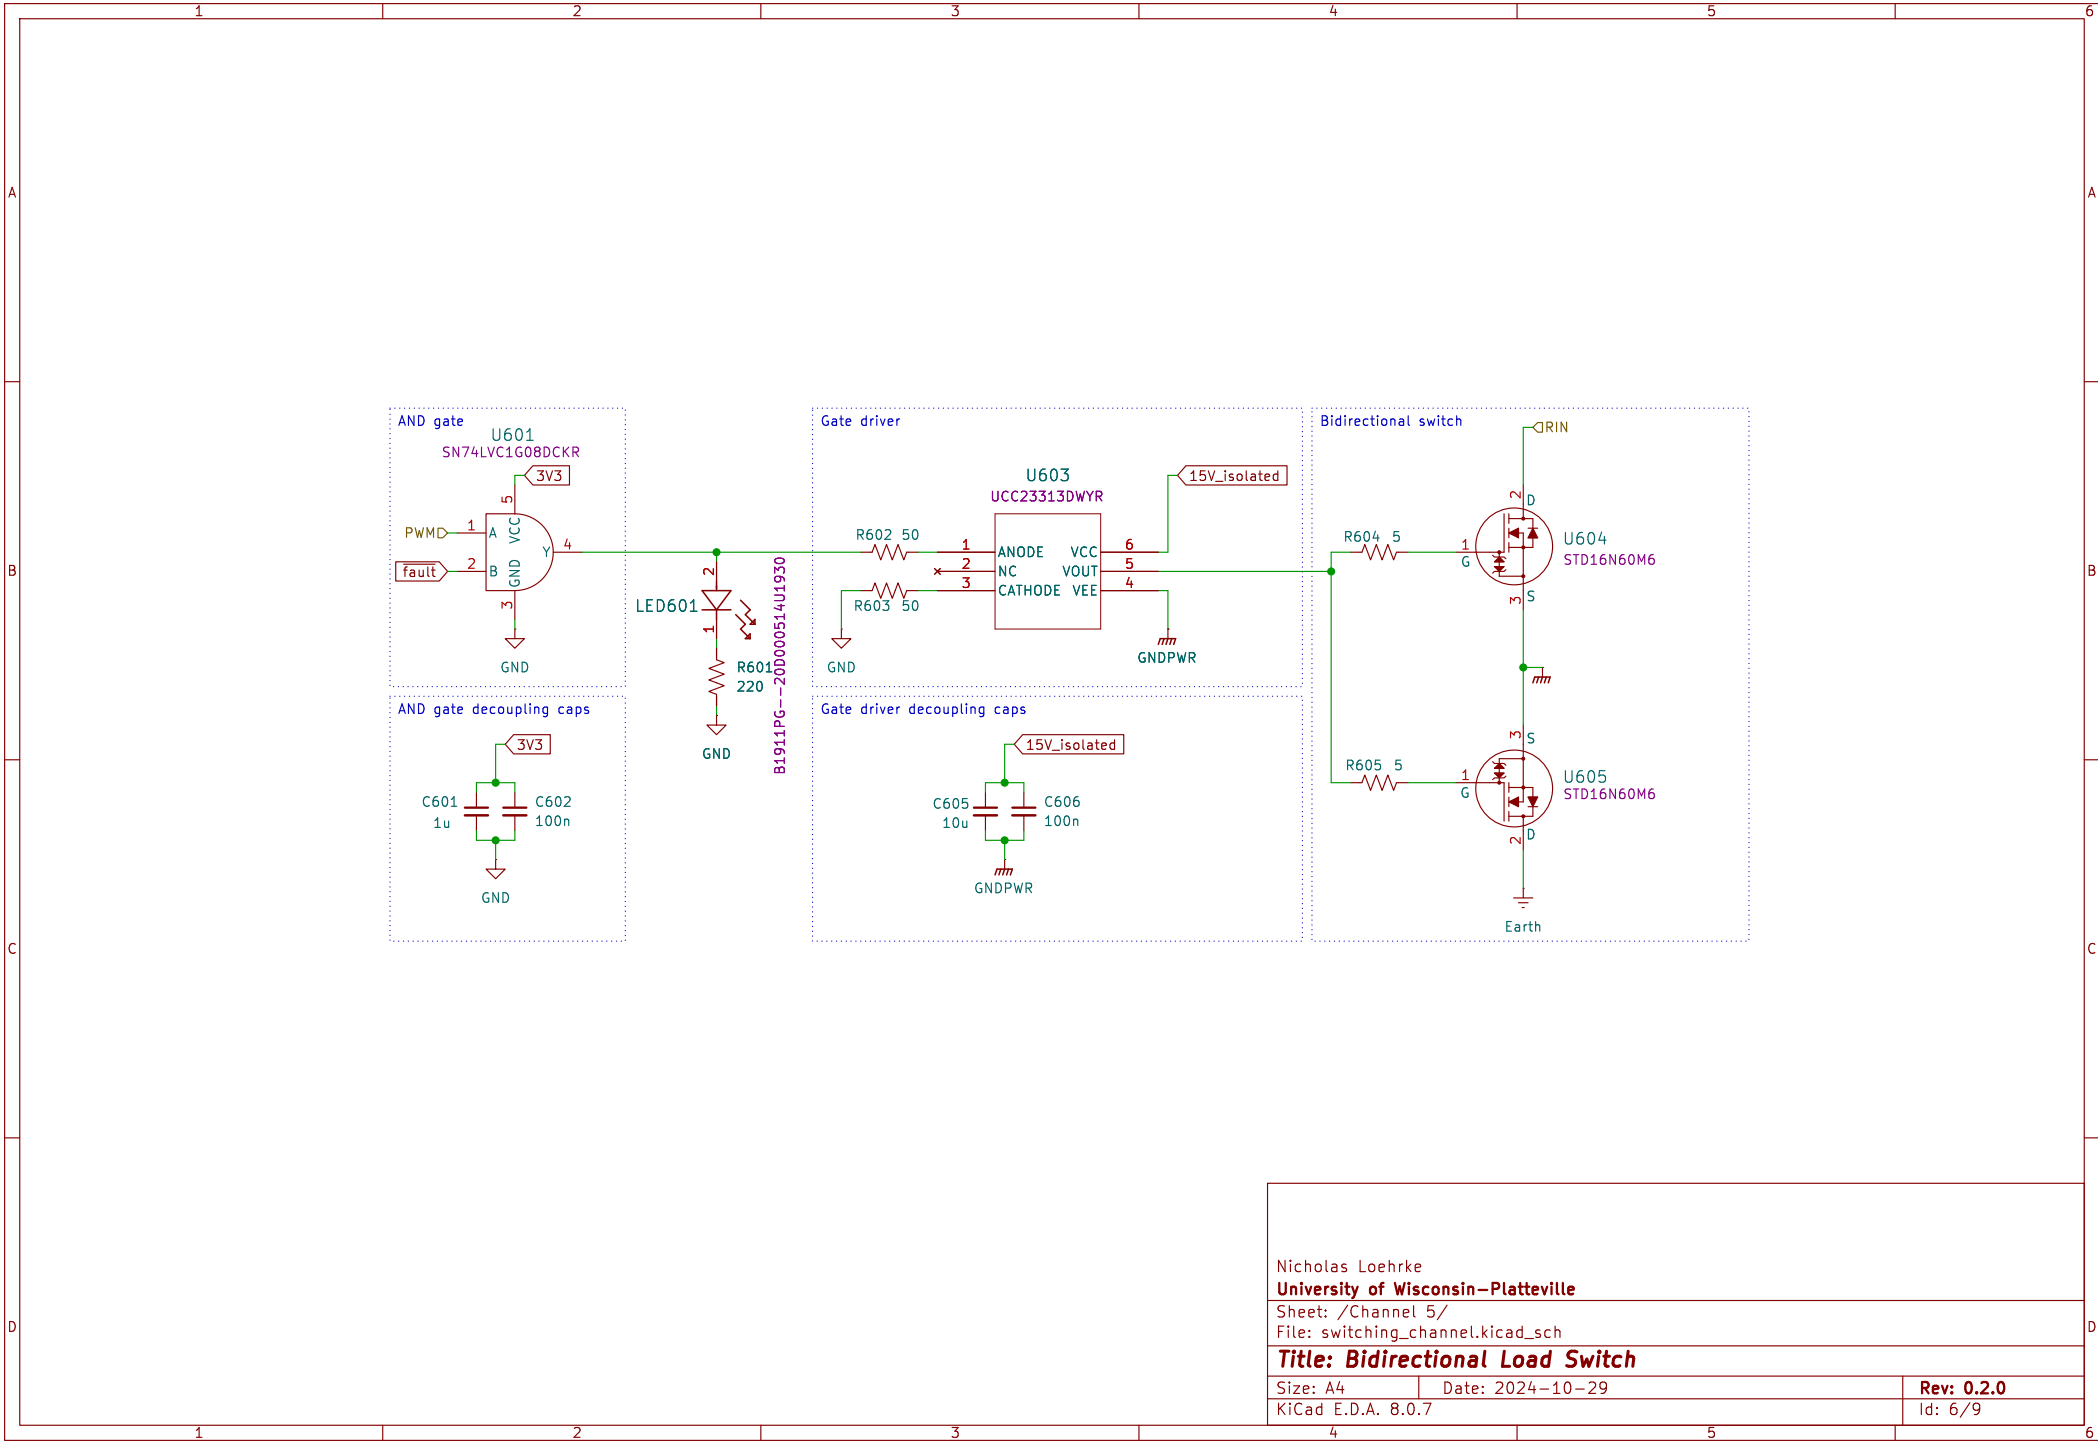 1 2 3 4 5 6
A A
B B
C C
D D
AND gate
U601
SN74LVC1G08DCKR
3V3
5
VCC
PWM 1 A
Y 4
fault 2 B
GND
3
GND
2
LED601
1
B1911PG--20D000514U1930
R601
220
GND
AND gate decoupling caps
3V3
C601
1u
C602
100n
GND
Gate driver
U603
UCC23313DWYR
15V_isolated
R602 50
1 ANODE VCC 6
2 NC VOUT 5
3 CATHODE VEE 4
R603 50
GND
GNDPWR
Gate driver decoupling caps
15V_isolated
C605
10u
C606
100n
GNDPWR
Bidirectional switch
RIN
2 D
R604 5
1
G
U604
STD16N60M6
3 S
3 S
R605 5
1
G
U605
STD16N60M6
2 D
Earth
Nicholas Loehrke
University of Wisconsin-Platteville
Sheet: /Channel 5/
File: switching_channel.kicad_sch
Title: Bidirectional Load Switch
Size: A4 Date: 2024-10-29 Rev: 0.2.0
KiCad E.D.A. 8.0.7 Id: 6/9
1 2 3 4 5 6